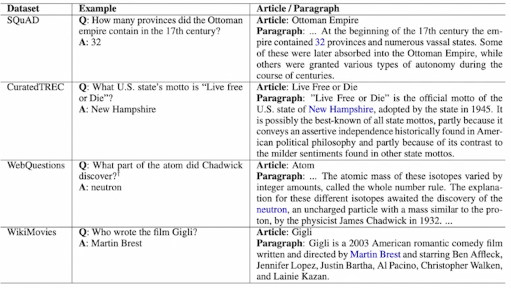 Dataset Example Article / Paragraph
SQuAD Q: How many provinces did the Ottoman Article: Ottoman Empire
empire contain in the 17th century? Paragraph: ... At the beginning of the 17th century the em-
A: 32 pire contained 32 provinces and numerous vassal states. Some
of these were later absorbed into the Ottoman Empire, while
others were granted various types of autonomy during the
course of centuries.
CuratedTREC Q: What U.S. state's motto is “Live free Article: Live Free or Die
or Die”? Paragraph: ”Live Free or Die” is the official motto of the
A: New Hampshire U.S. state of New Hampshire, adopted by the state in 1945. It
is possibly the best-known of all state mottos, partly because it
conveys an assertive independence historically found in Amer-
ican political philosophy and partly because of its contrast to
the milder sentiments found in other state mottos.
WebQuestions Q: What part of the atom did Chadwick Article: Atom
discover? Paragraph: ... The atomic mass of these isotopes varied by
A: neutron integer amounts, called the whole number rule. The explana-
tion for these different isotopes awaited the discovery of the
neutron, an uncharged particle with a mass similar to the pro-
ton, by the physicist James Chadwick in 1932. ...
WikiMovies Q: Who wrote the film Gigli? Article: Gigli
A: Martin Brest Paragraph: Gigli is a 2003 American romantic comedy film
written and directed by Martin Brest and starring Ben Affleck,
Jennifer Lopez, Justin Bartha, Al Pacino, Christopher Walken,
and Lainie Kazan.